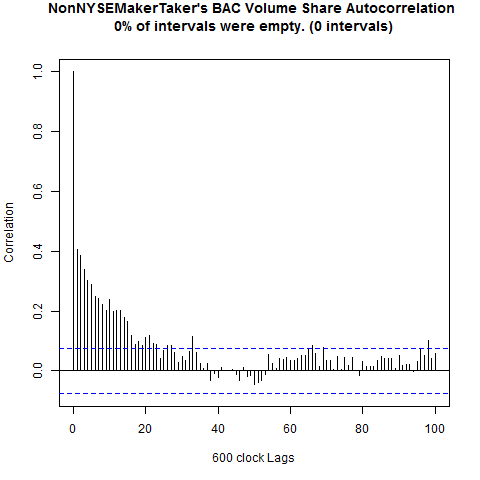 NonNYSEMakerTaker's BAC Volume Share Autocorrelation
0% of intervals were empty. (0 intervals)
Correlation
1.0
0.8
0.6
0.4
0.2
0.0
0 20 40 60 80 100
600 clock Lags